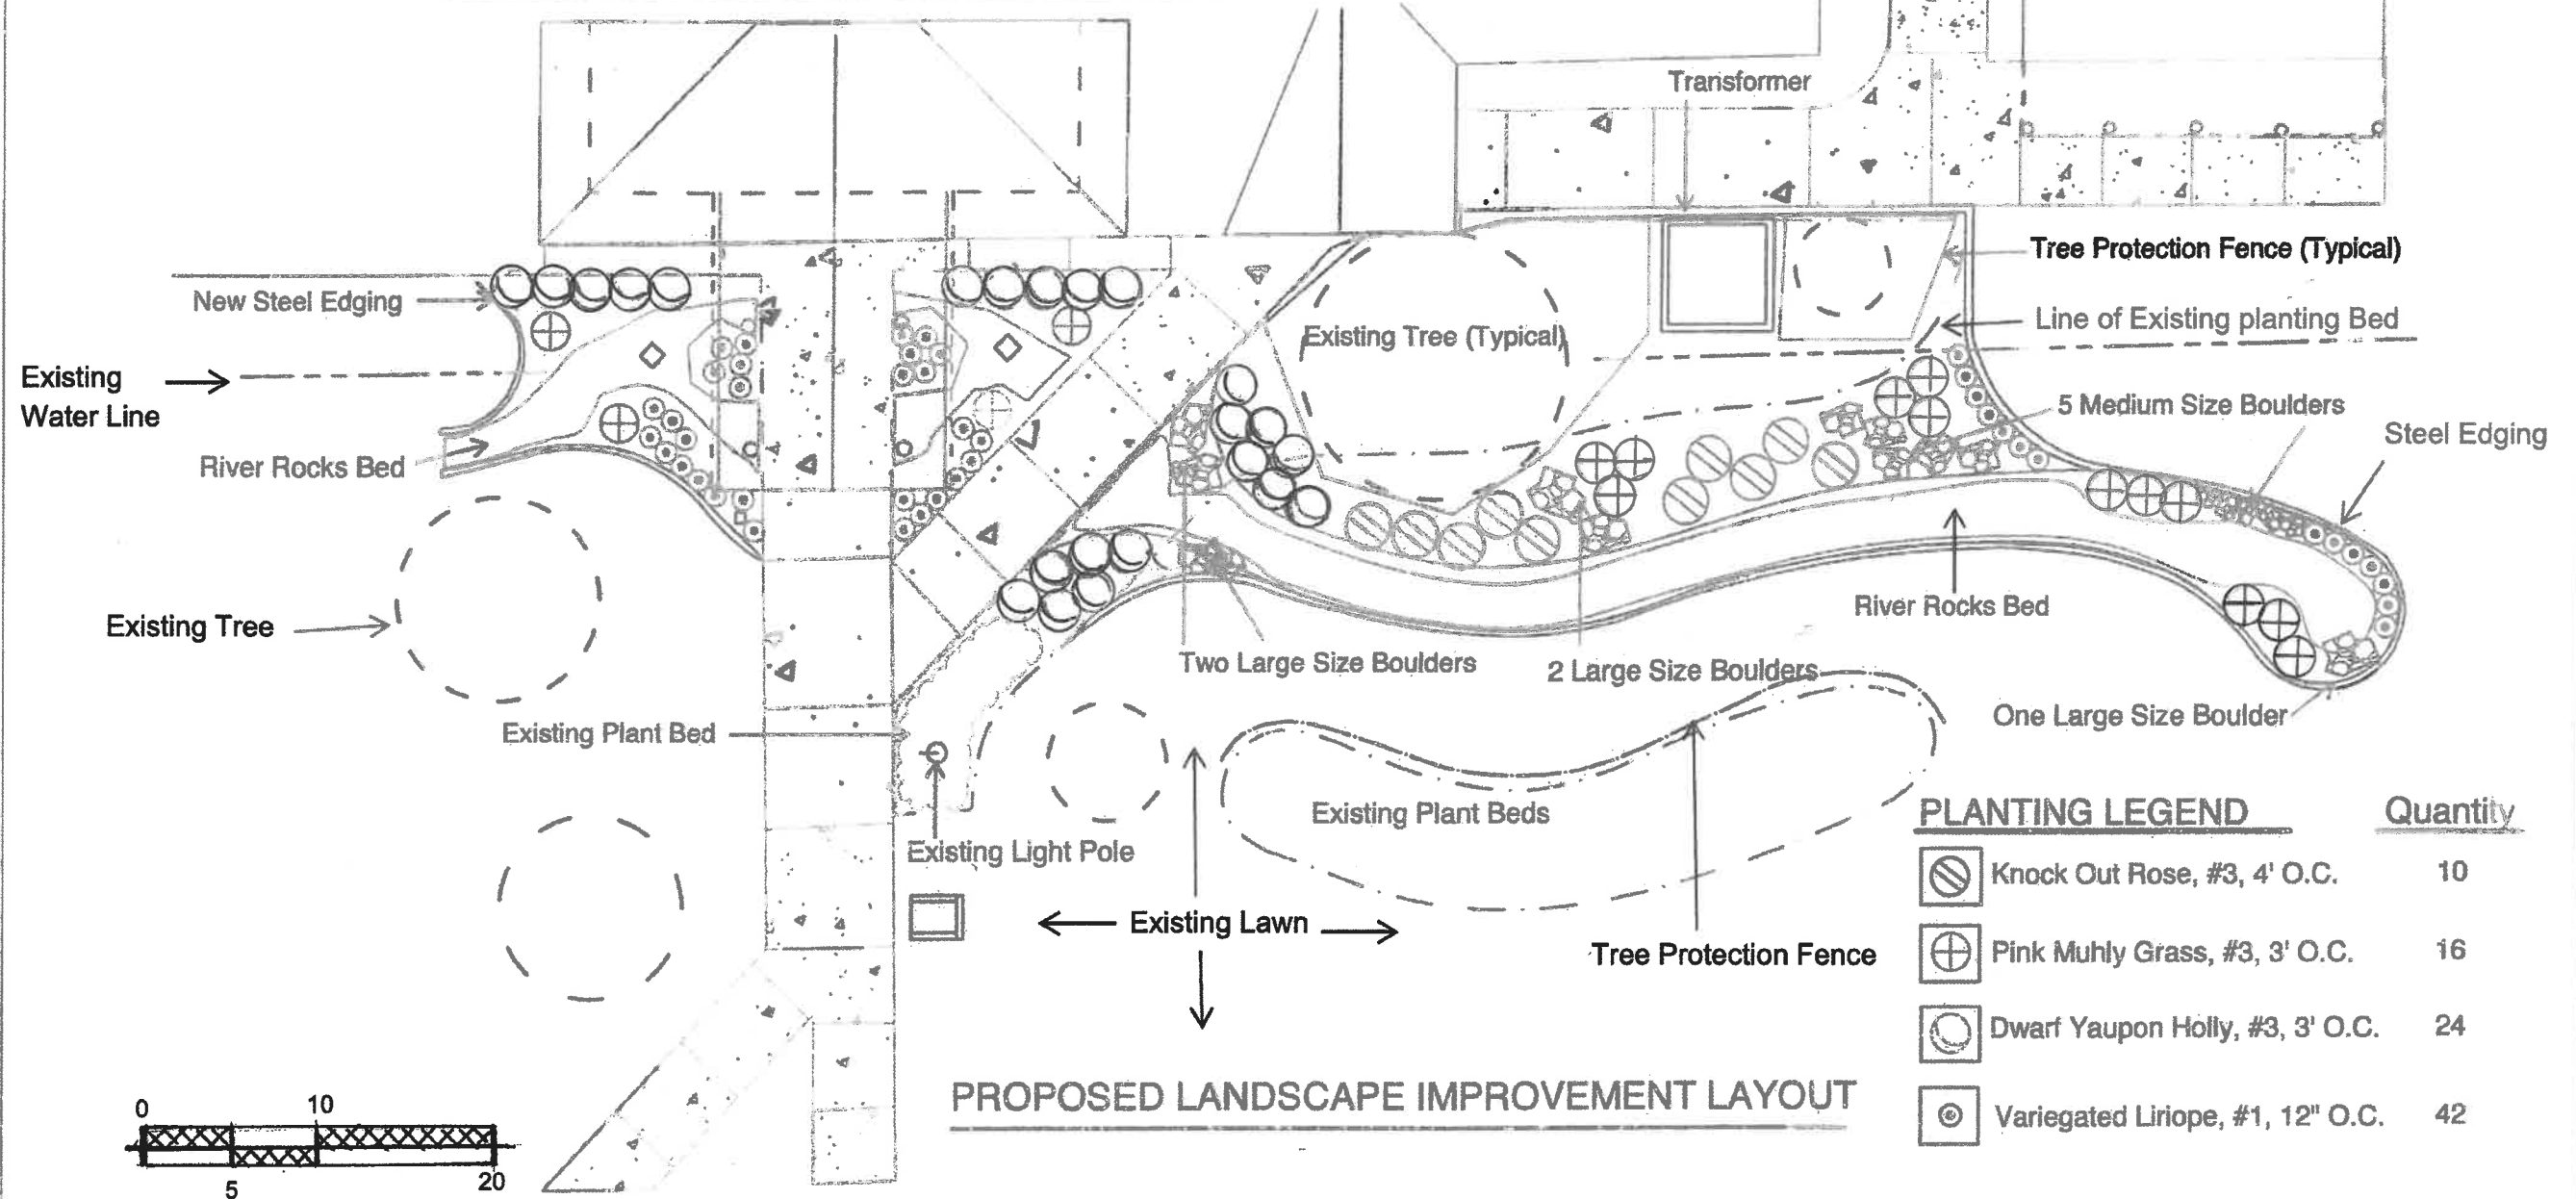 Transformer
Tree Protection Fence (Typical)
New Steel Edging
Line of Existing planting Bed
Existing Tree (Typical)
Existing
Water Line
5 Medium Size Boulders
Steel Edging
River Rocks Bed
River Rocks Bed
Existing Tree
Two Large Size Boulders
2 Large Size Boulders
One Large Size Boulder
Existing Plant Bed
Existing Plant Beds
Existing Light Pole
Existing Lawn
Tree Protection Fence
PLANTING LEGEND Quantity
Knock Out Rose, #3, 4' O.C. 10
Pink Muhly Grass, #3, 3' O.C. 16
Dwarf Yaupon Holly, #3, 3' O.C. 24
Variegated Liriope, #1, 12" O.C. 42
PROPOSED LANDSCAPE IMPROVEMENT LAYOUT
0 10
5 20